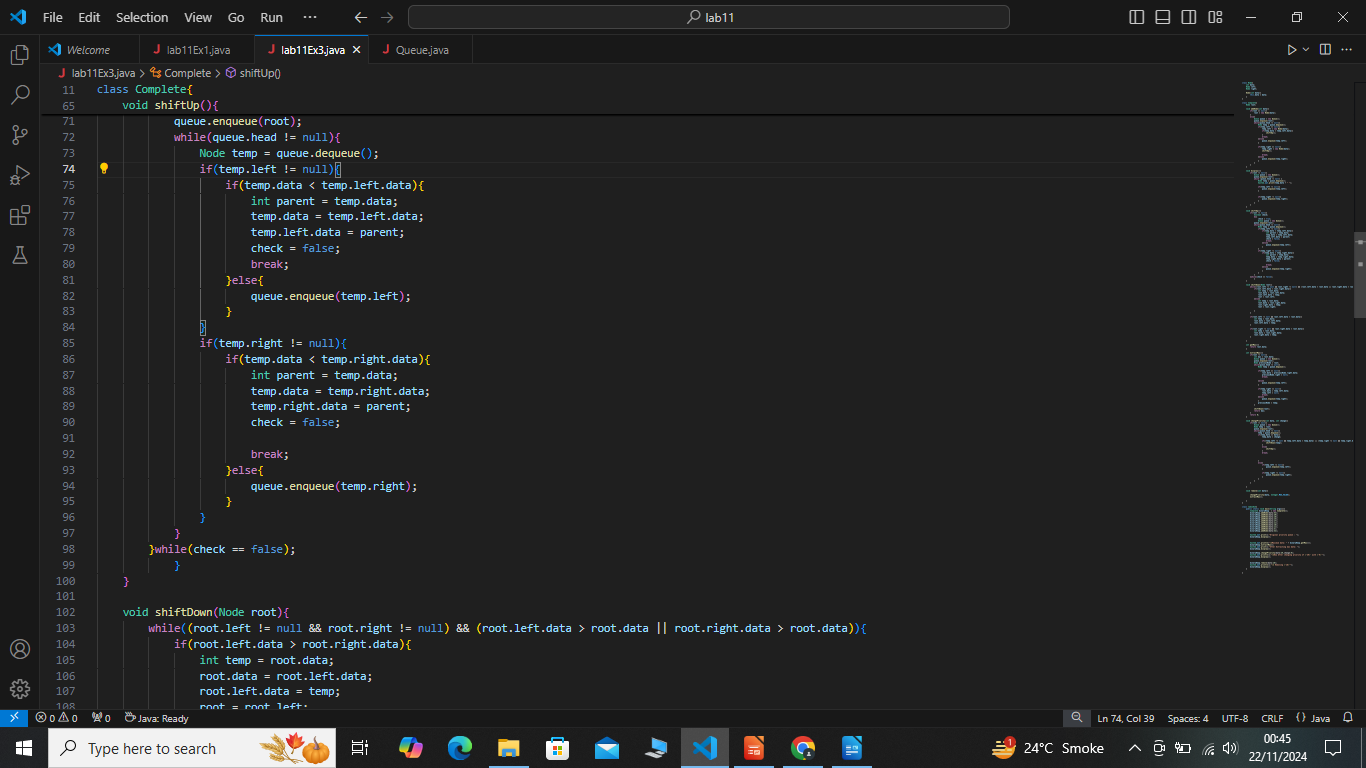 File Edit Selection View Go Run ··· lab11
Welcome lab11Ex1.java lab11Ex3.java Queue.java
lab11Ex3.java > Complete > shiftUp()
11 class Complete{
65 void shiftUp(){
71 queue.enqueue(root);
72 while(queue.head != null){
73 Node temp = queue.dequeue();
74 if(temp.left != null){
75 if(temp.data < temp.left.data){
76 int parent = temp.data;
77 temp.data = temp.left.data;
78 temp.left.data = parent;
79 check = false;
80 break;
81 }else{
82 queue.enqueue(temp.left);
83 }
84 }
85 if(temp.right != null){
86 if(temp.data < temp.right.data){
87 int parent = temp.data;
88 temp.data = temp.right.data;
89 temp.right.data = parent;
90 check = false;
91
92 break;
93 }else{
94 queue.enqueue(temp.right);
95 }
96 }
97 }
98 }while(check == false);
99 }
100 }
101
102 void shiftDown(Node root){
103 while((root.left != null && root.right != null) && (root.left.data > root.data || root.right.data > root.data)){
104 if(root.left.data > root.right.data){
105 int temp = root.data;
106 root.data = root.left.data;
107 root.left.data = temp;
108 root = root.left;
0 0 0 Java: Ready Ln 74, Col 39 Spaces: 4 UTF-8 CRLF {} Java
Type here to search 1 24°C Smoke 00:45
22/11/2024